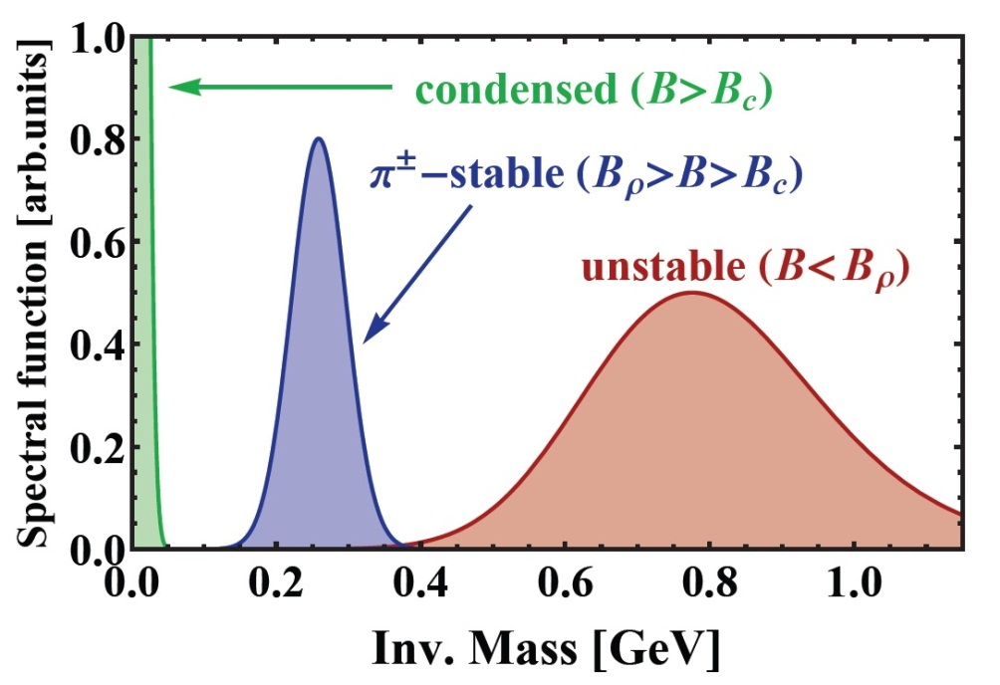 Spectral function [arb.units]
1.0
0.8
0.6
0.4
0.2
0.0
condensed (B>B_c)
π^±−stable (B_ρ>B>B_c)
unstable (B<B_ρ)
0.0 0.2 0.4 0.6 0.8 1.0
Inv. Mass [GeV]